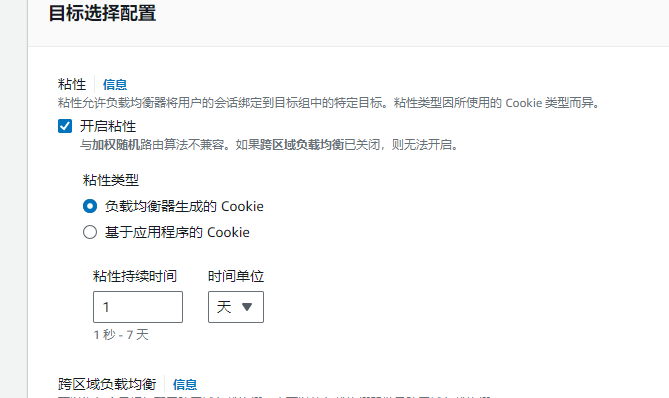 目标选择配置
粘性 信息
粘性允许负载均衡器将用户的会话绑定到目标组中的特定目标。粘性类型因所使用的 Cookie 类型而异。
开启粘性
与加权随机路由算法不兼容。如果跨区域负载均衡已关闭，则无法开启。
粘性类型
负载均衡器生成的 Cookie
基于应用程序的 Cookie
粘性持续时间 时间单位
1 天
1 秒 - 7 天
跨区域负载均衡 信息